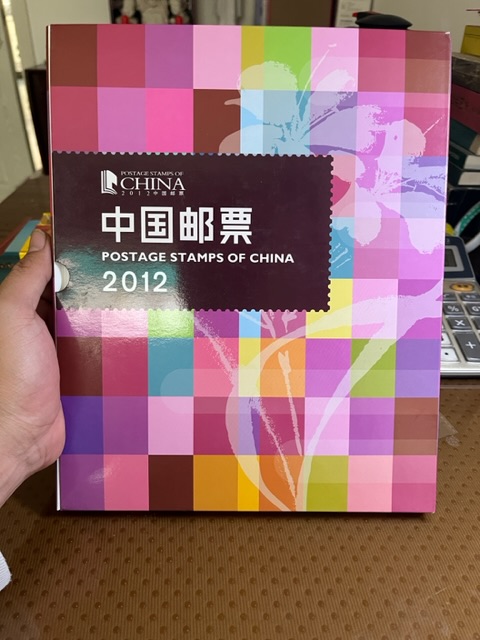 POSTAGE STAMPS OF
CHINA
2012中国邮票
中国邮票
POSTAGE STAMPS OF CHINA
2012